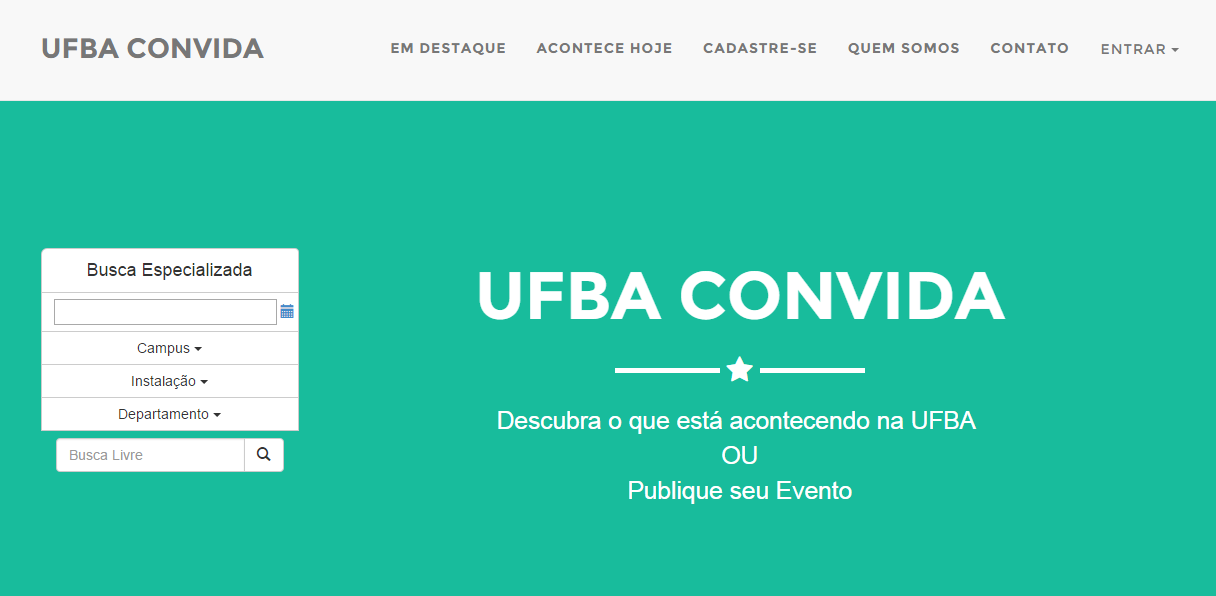 UFBA CONVIDA
EM DESTAQUE ACONTECE HOJE CADASTRE-SE QUEM SOMOS CONTATO ENTRAR
Busca Especializada
Campus
Instalação
Departamento
Busca Livre
UFBA CONVIDA
Descubra o que está acontecendo na UFBA
OU
Publique seu Evento